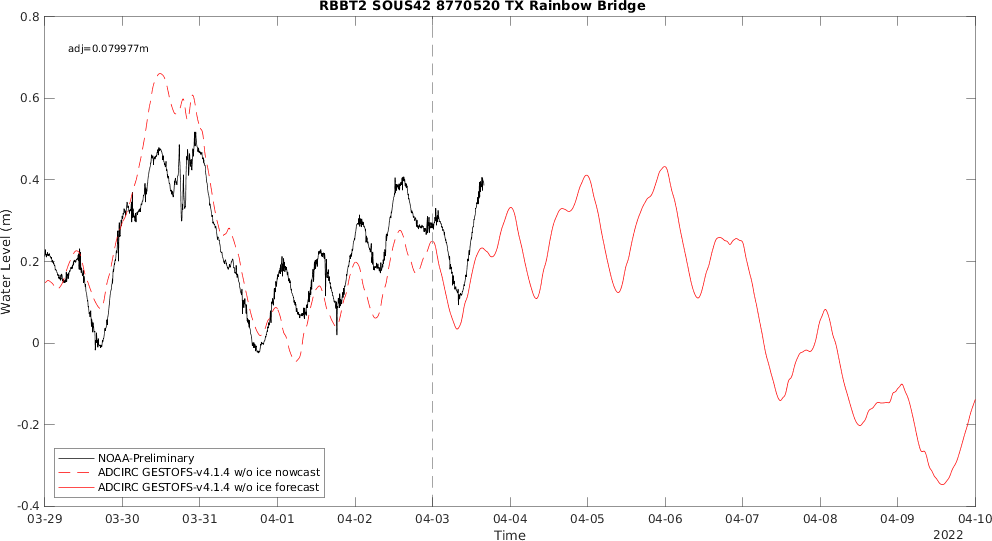 RBBT2 SOUS42 8770520 TX Rainbow Bridge
adj=0.079977m
0.8
0.6
0.4
0.2
0
-0.2
-0.4
Water Level (m)
NOAA-Preliminary
ADCIRC GESTOFS-v4.1.4 w/o ice nowcast
ADCIRC GESTOFS-v4.1.4 w/o ice forecast
03-29 03-30 03-31 04-01 04-02 04-03 04-04 04-05 04-06 04-07 04-08 04-09 04-10
Time
2022